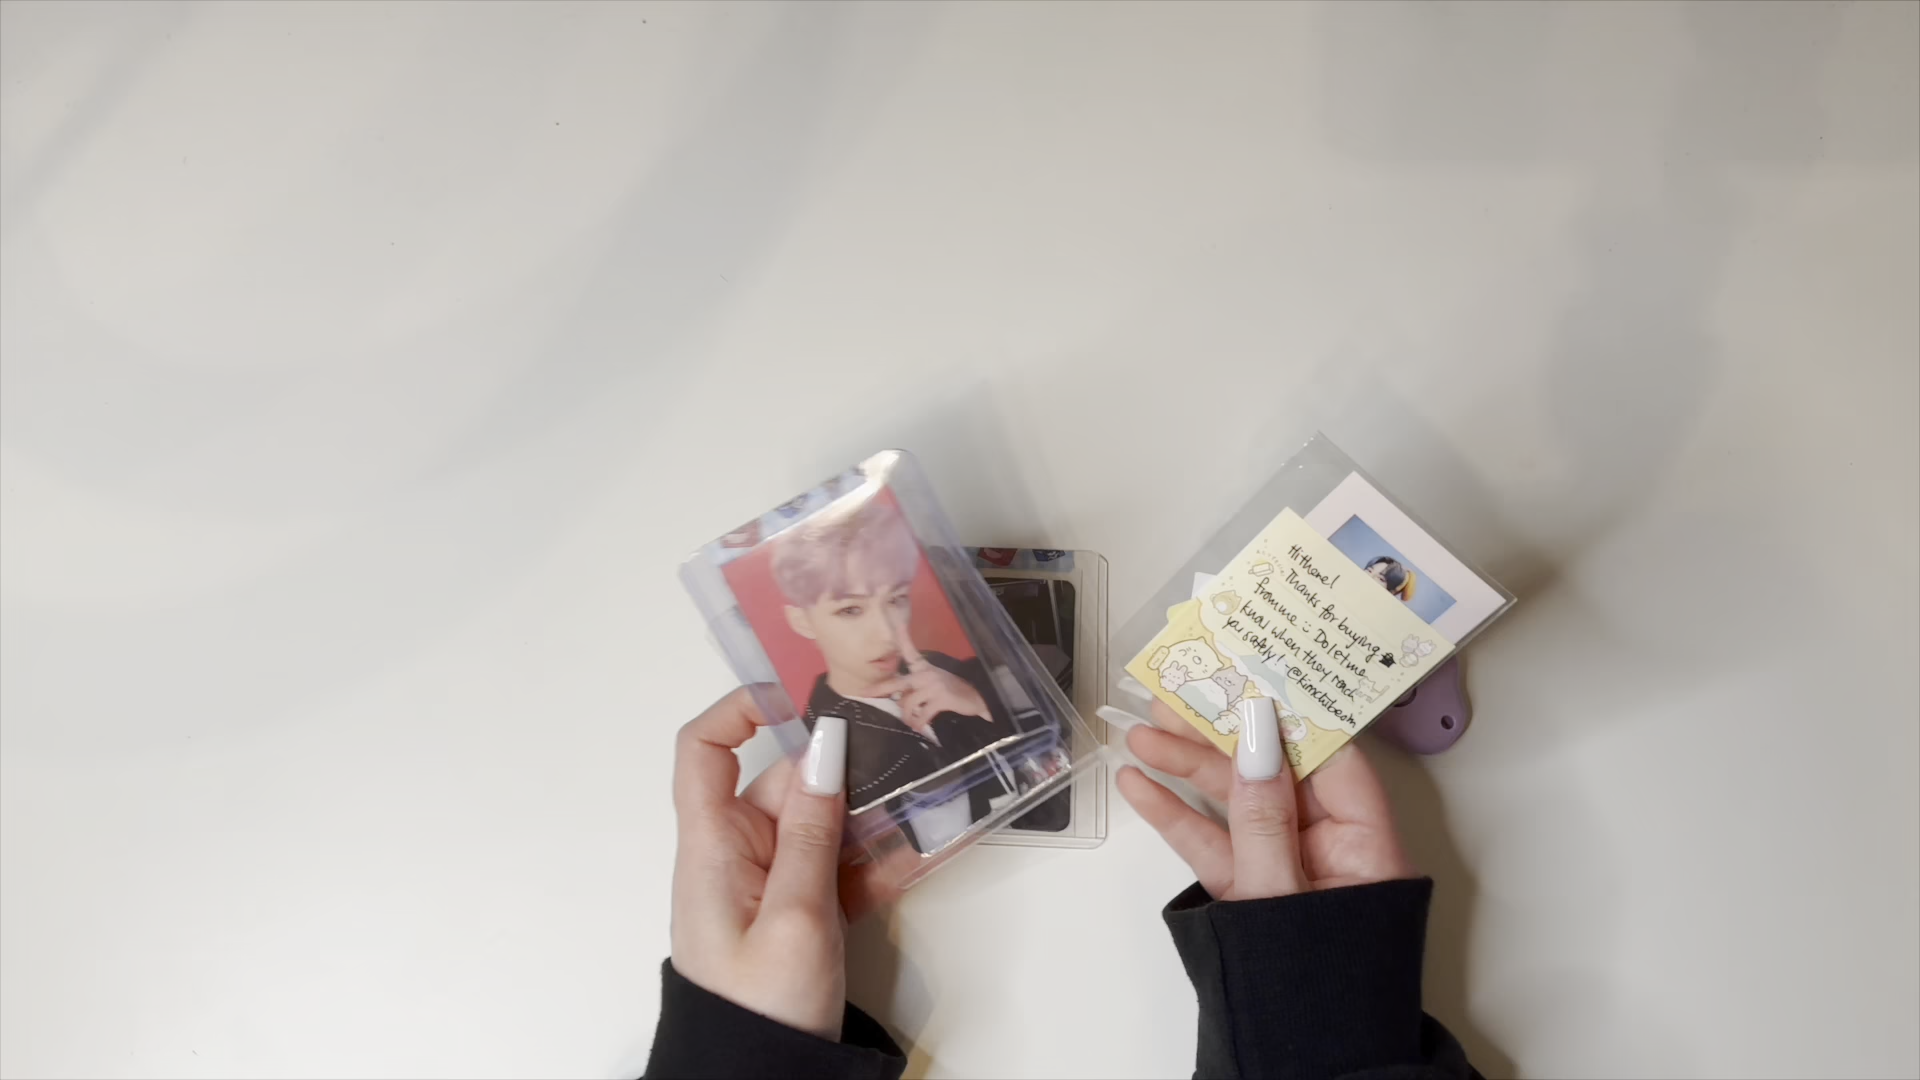 Hi there!
Thanks for buying
from me :) Do let me
know when they reach
you safely! -@kimchibeom